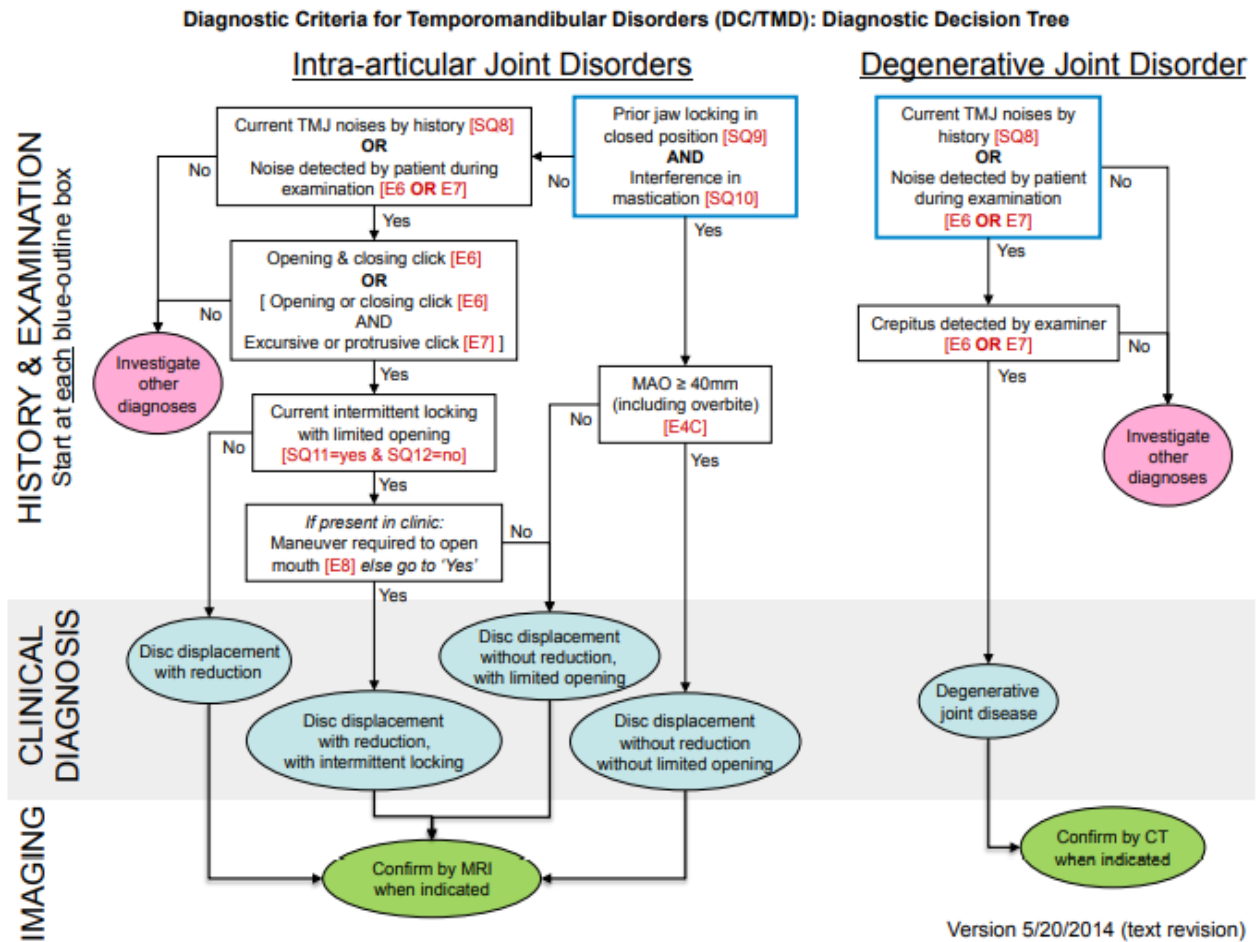 Diagnostic Criteria for Temporomandibular Disorders (DC/TMD): Diagnostic Decision Tree
Intra-articular Joint Disorders
Degenerative Joint Disorder
HISTORY & EXAMINATION
Start at each blue-outline box
Current TMJ noises by history [SQ8]
OR
Noise detected by patient during
examination [E6 OR E7]
No
Yes
No
Prior jaw locking in
closed position [SQ9]
AND
Interference in
mastication [SQ10]
Yes
Opening & closing click [E6]
OR
[ Opening or closing click [E6]
AND
Excursive or protrusive click [E7] ]
No
Yes
Investigate
other
diagnoses
Current intermittent locking
with limited opening
[SQ11=yes & SQ12=no]
No
Yes
MAO ≥ 40mm
(including overbite)
[E4C]
No
Yes
If present in clinic:
Maneuver required to open
mouth [E8] else go to 'Yes'
No
Yes
Current TMJ noises by
history [SQ8]
OR
Noise detected by patient
during examination
[E6 OR E7]
No
Yes
Crepitus detected by examiner
[E6 OR E7]
No
Yes
Investigate
other
diagnoses
CLINICAL
DIAGNOSIS
Disc displacement
with reduction
Disc displacement
with reduction,
with intermittent locking
Disc displacement
without reduction,
with limited opening
Disc displacement
without reduction
without limited opening
Degenerative
joint disease
IMAGING
Confirm by MRI
when indicated
Confirm by CT
when indicated
Version 5/20/2014 (text revision)